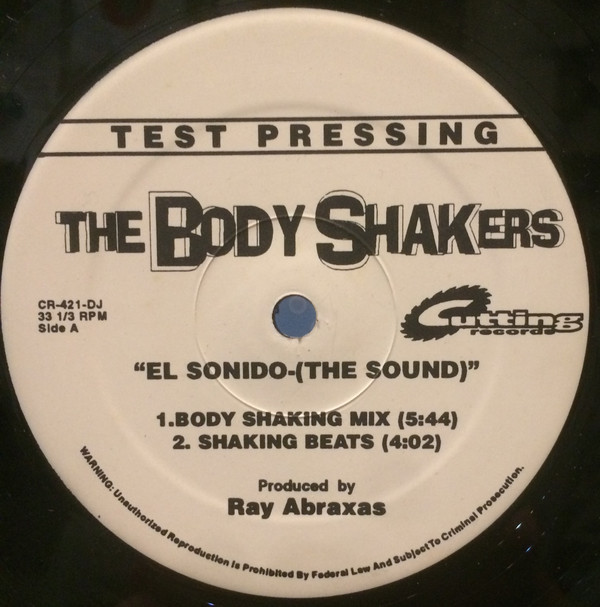 TEST PRESSING
THE BODY SHAKERS
CR-421-DJ
33 1/3 RPM
Side A
Cutting
records
"EL SONIDO-(THE SOUND)"
1.BODY SHAKING MIX (5:44)
2. SHAKING BEATS (4:02)
Produced by
Ray Abraxas
WARNING: Unauthorized Reproduction is Prohibited By Federal Law And Subject To Criminal Prosecution.